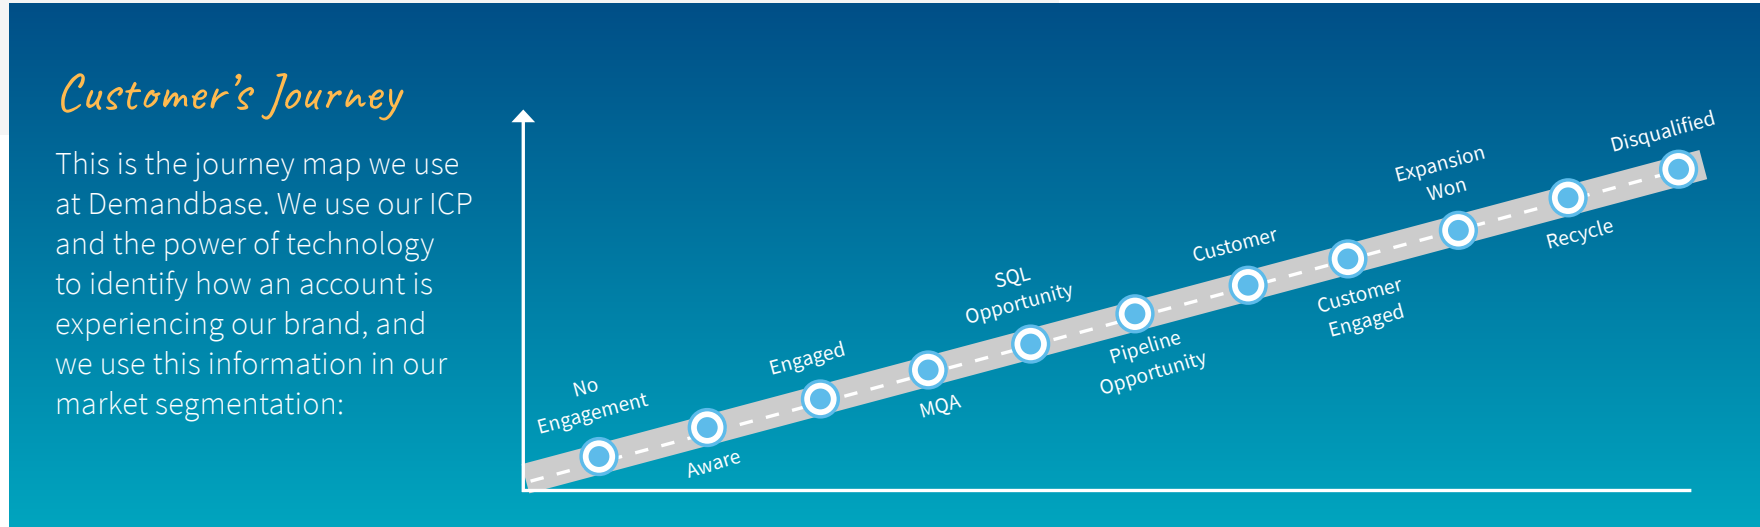 Customer's Journey
This is the journey map we use
at Demandbase. We use our ICP
and the power of technology
to identify how an account is
experiencing our brand, and
we use this information in our
market segmentation:
No
Engagement
Aware
Engaged
MQA
SQL
Opportunity
Pipeline
Opportunity
Customer
Customer
Engaged
Expansion
Won
Recycle
Disqualified